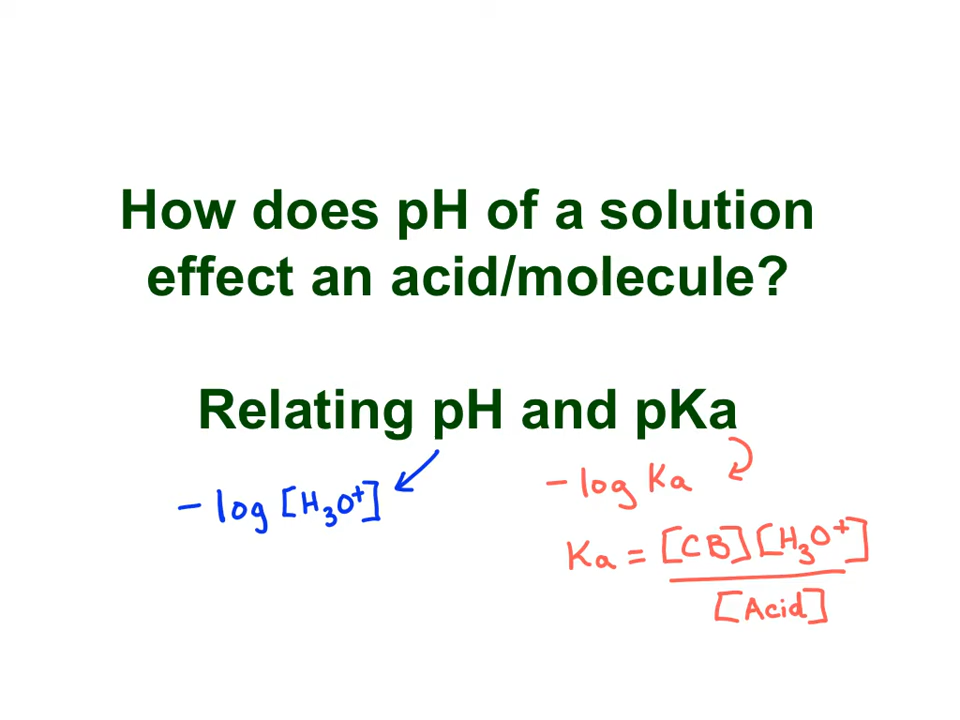 How does pH of a solution
effect an acid/molecule?
Relating pH and pKa
- log [H₃O⁺]
- log Ka
Ka = [CB][H₃O⁺]
[Acid]